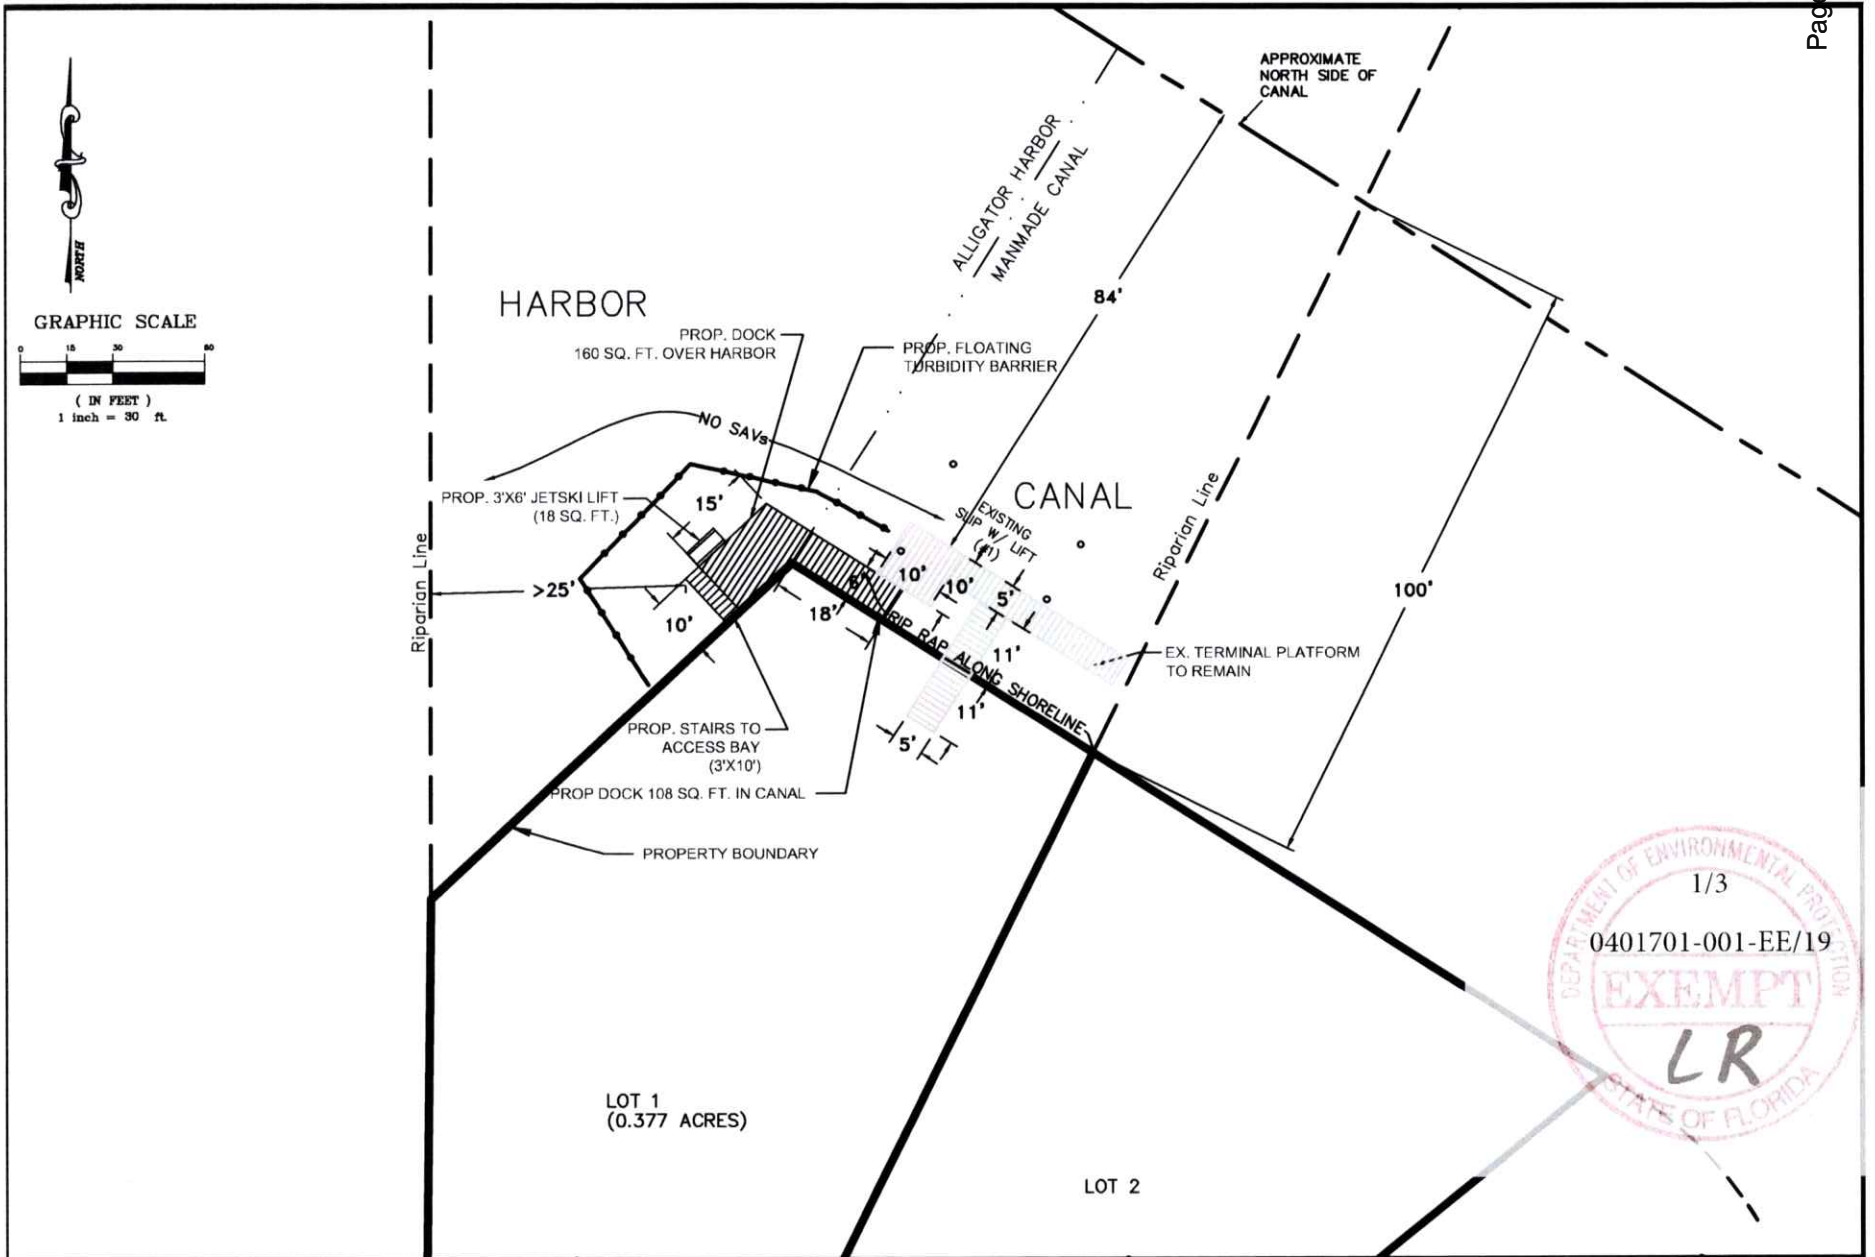 Pag
NORTH
GRAPHIC SCALE
0 15 30 60
( IN FEET )
1 inch = 30 ft.
APPROXIMATE
NORTH SIDE OF
CANAL
ALLIGATOR HARBOR
MANMADE CANAL
84'
HARBOR
PROP. DOCK
160 SQ. FT. OVER HARBOR
PROP. FLOATING
TURBIDITY BARRIER
NO SAVs
CANAL
PROP. 3'X6' JETSKI LIFT
(18 SQ. FT.)
15'
EXISTING
SLIP W/ LIFT
(#1)
Riparian Line
Riparian Line
>25'
10'
18'
6'
10'
10'
5'
11'
11'
5'
100'
RIP RAP ALONG SHORELINE
EX. TERMINAL PLATFORM
TO REMAIN
PROP. STAIRS TO
ACCESS BAY
(3'X10')
PROP DOCK 108 SQ. FT. IN CANAL
PROPERTY BOUNDARY
LOT 1
(0.377 ACRES)
LOT 2
DEPARTMENT OF ENVIRONMENTAL PROTECTION
1/3
0401701-001-EE/19
EXEMPT
LR
STATE OF FLORIDA